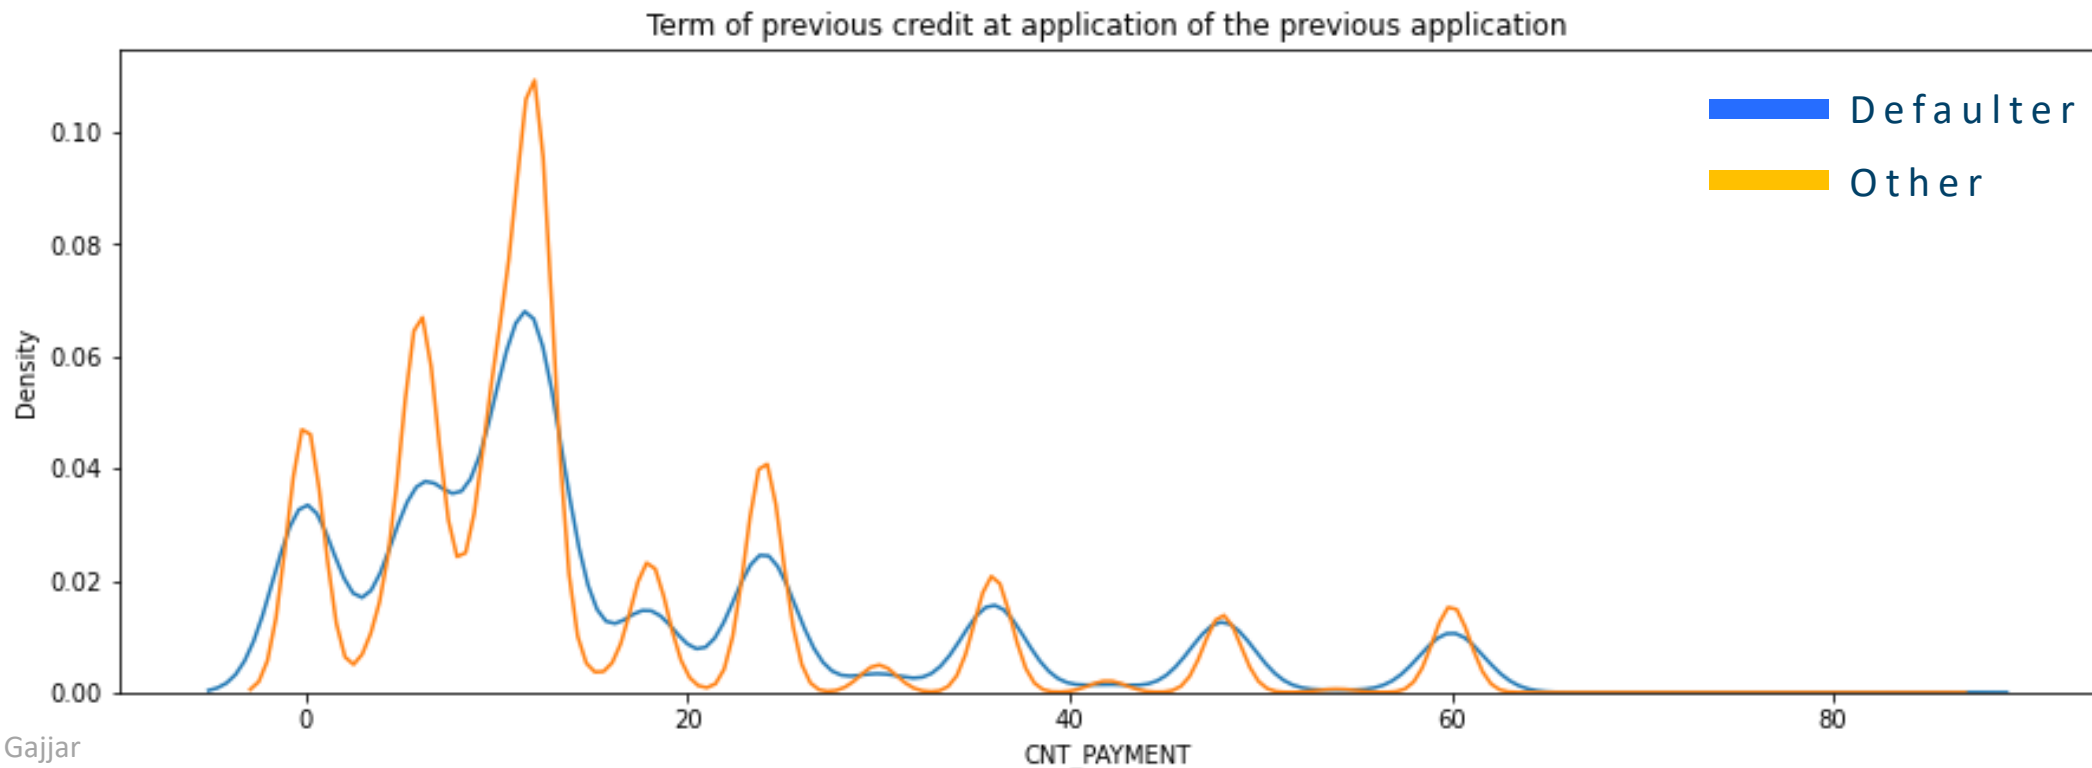 Term of previous credit at application of the previous application
Defaulter
Other
0.10
0.08
0.06
0.04
0.02
0.00
Density
0 20 40 60 80
CNT_PAYMENT
Gajjar